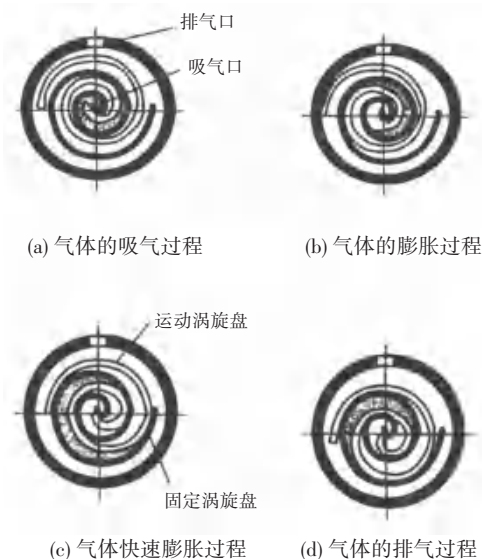 排气口
吸气口
(a) 气体的吸气过程
(b) 气体的膨胀过程
运动涡旋盘
固定涡旋盘
(c) 气体快速膨胀过程
(d) 气体的排气过程